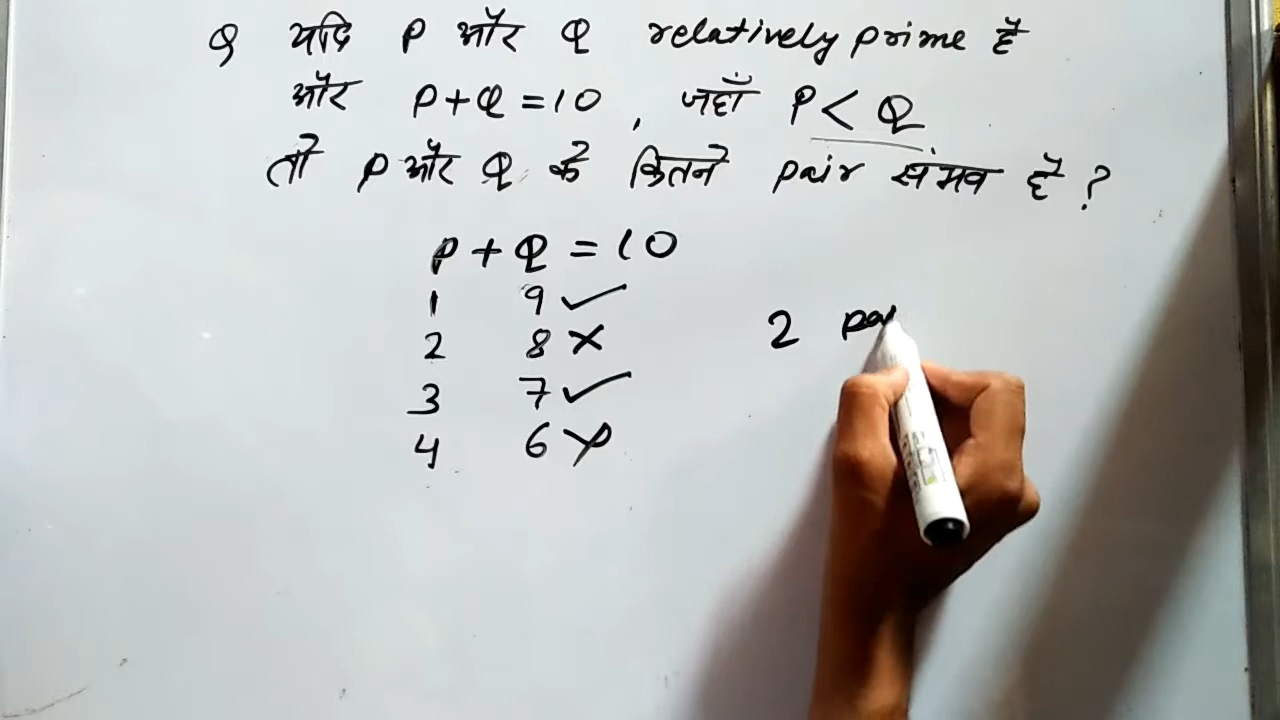 Q यदि P और Q relatively prime है
और P+Q=10, जहाँ P < Q
तो P और Q के कितने pair संभव है ?
P + Q = 10
1 9 ✓
2 8 ×
3 7 ✓
4 6 ×
2 pai